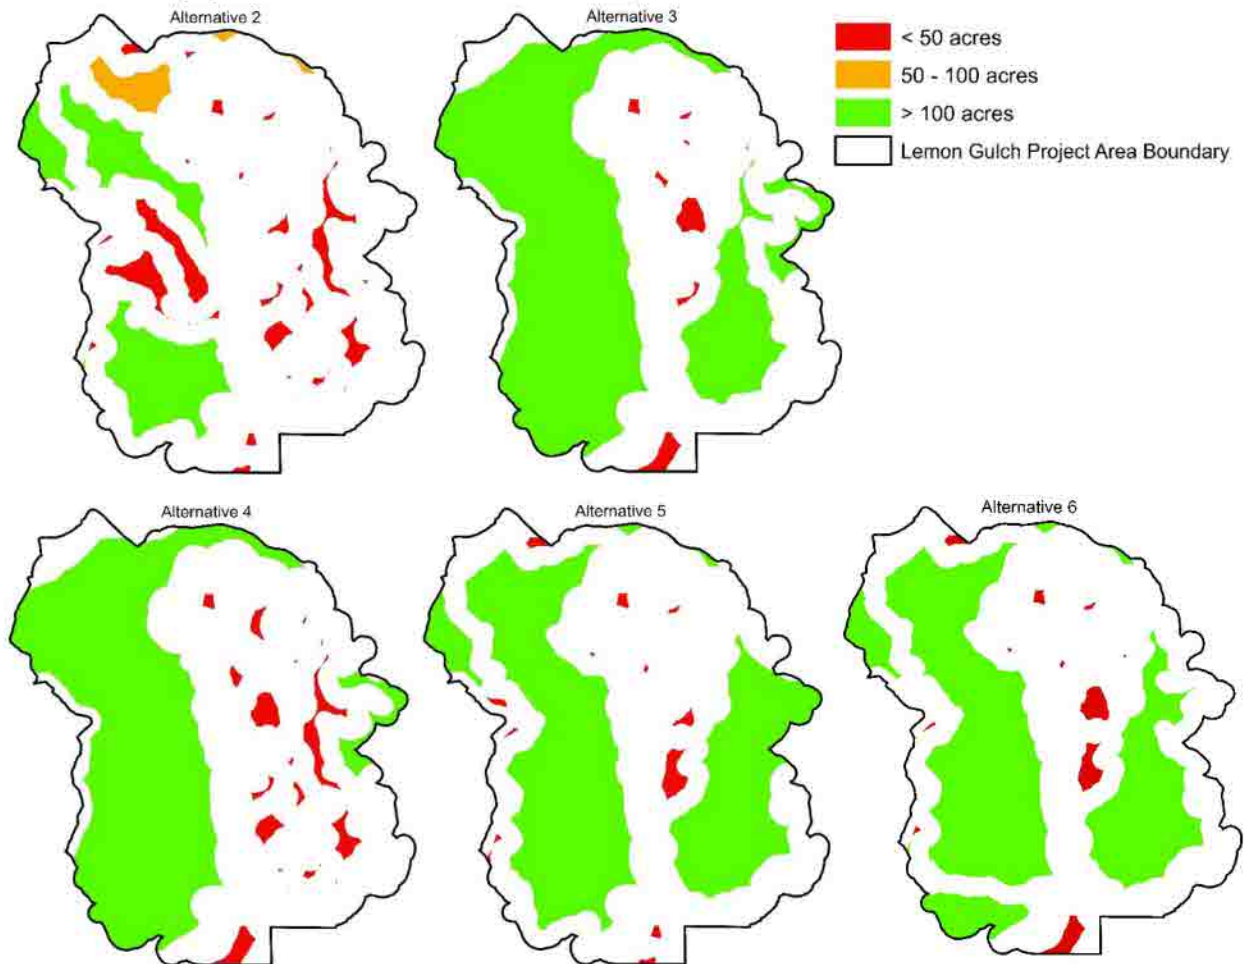 Alternative 2
Alternative 3
< 50 acres
50 - 100 acres
> 100 acres
Lemon Gulch Project Area Boundary
Alternative 4
Alternative 5
Alternative 6